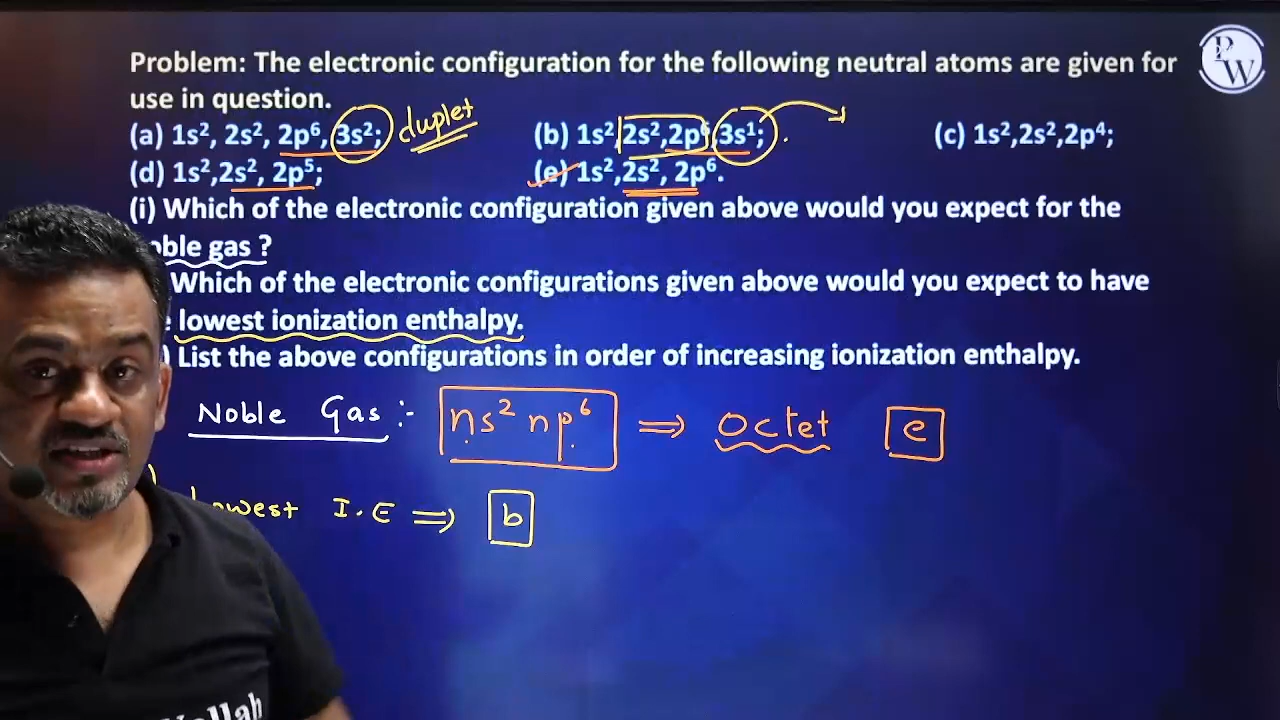 Problem: The electronic configuration for the following neutral atoms are given for
use in question.
(a) 1s², 2s², 2p⁶, 3s²; duplet (b) 1s²,2s²,2p⁶,3s¹; (c) 1s²,2s²,2p⁴;
(d) 1s²,2s², 2p⁵; (e) 1s²,2s², 2p⁶.
(i) Which of the electronic configuration given above would you expect for the
gas ?
Which of the electronic configurations given above would you expect to have
lowest ionization enthalpy.
) List the above configurations in order of increasing ionization enthalpy.
Noble Gas :- ns² np⁶ ⇒ Octet e
Lowest I.E ⇒ b
PW